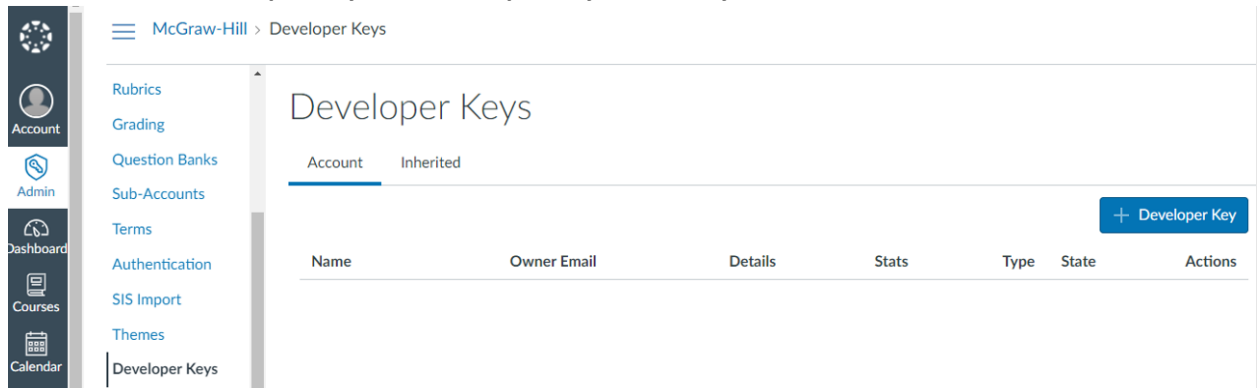 McGraw-Hill > Developer Keys
Account
Admin
Dashboard
Courses
Calendar
Rubrics
Grading
Question Banks
Sub-Accounts
Terms
Authentication
SIS Import
Themes
Developer Keys
Developer Keys
Account Inherited
+ Developer Key
Name Owner Email Details Stats Type State Actions